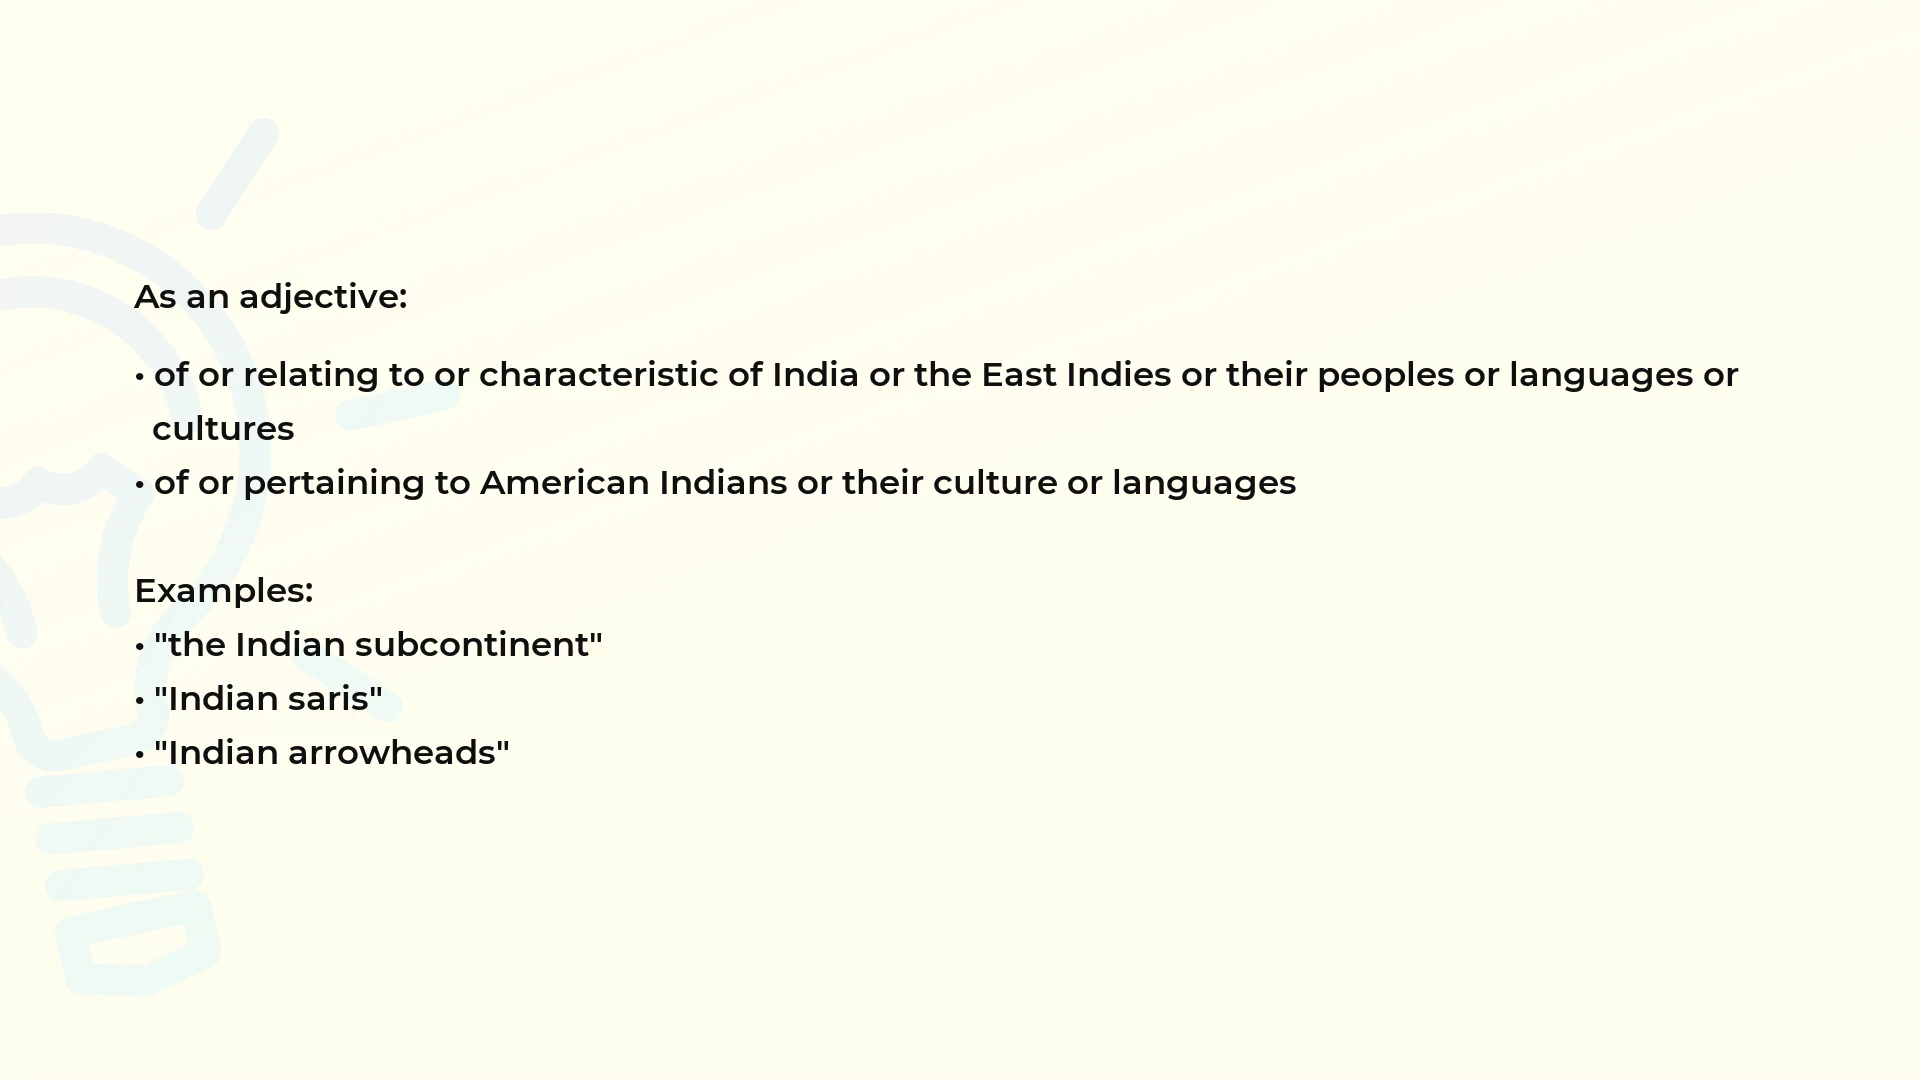 As an adjective:
• of or relating to or characteristic of India or the East Indies or their peoples or languages or
cultures
• of or pertaining to American Indians or their culture or languages
Examples:
• "the Indian subcontinent"
• "Indian saris"
• "Indian arrowheads"